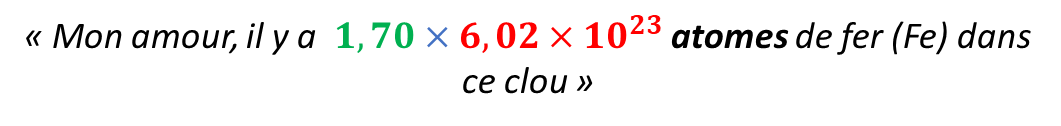 « Mon amour, il y a 1,70 × 6,02 × 10²³ atomes de fer (Fe) dans
ce clou »